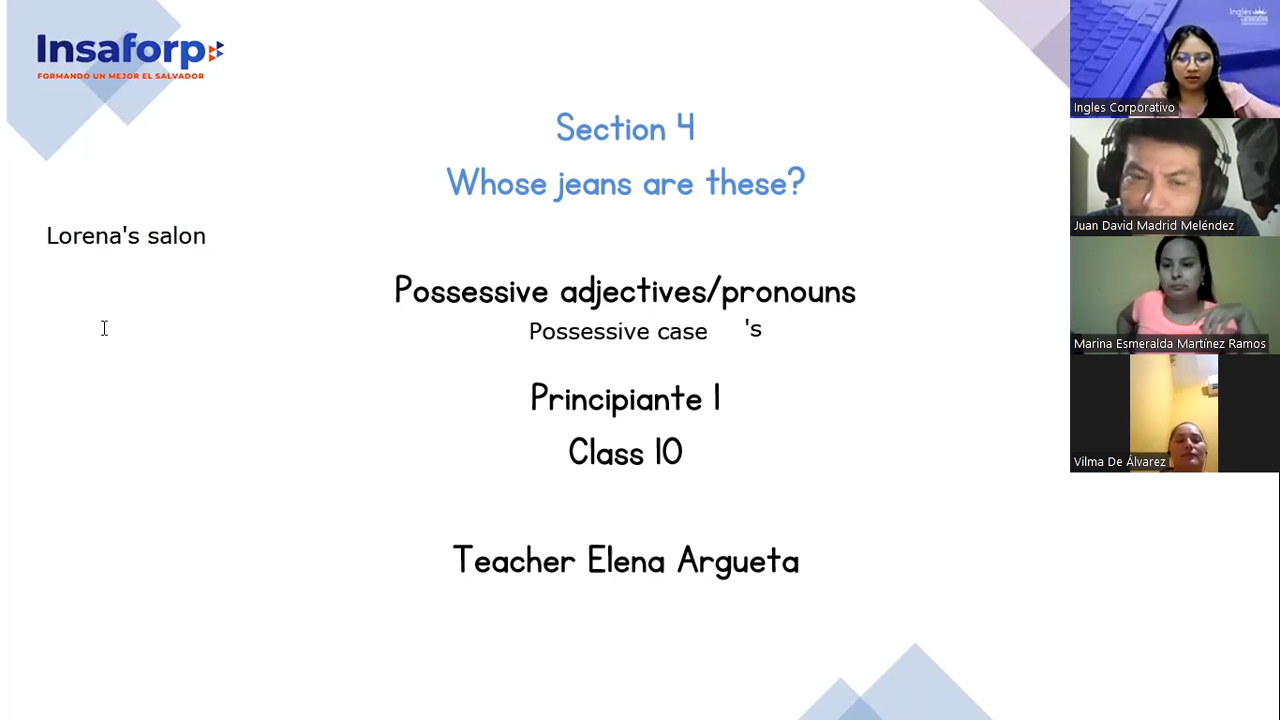 Insaforp
FORMANDO UN MEJOR EL SALVADOR
Section 4
Whose jeans are these?
Lorena's salon
Possessive adjectives/pronouns
Possessive case 's
Principiante 1
Class 10
Teacher Elena Argueta
Inglés
Ingles Corporativo
Juan David Madrid Meléndez
Marina Esmeralda Martínez Ramos
Vilma De Álvarez